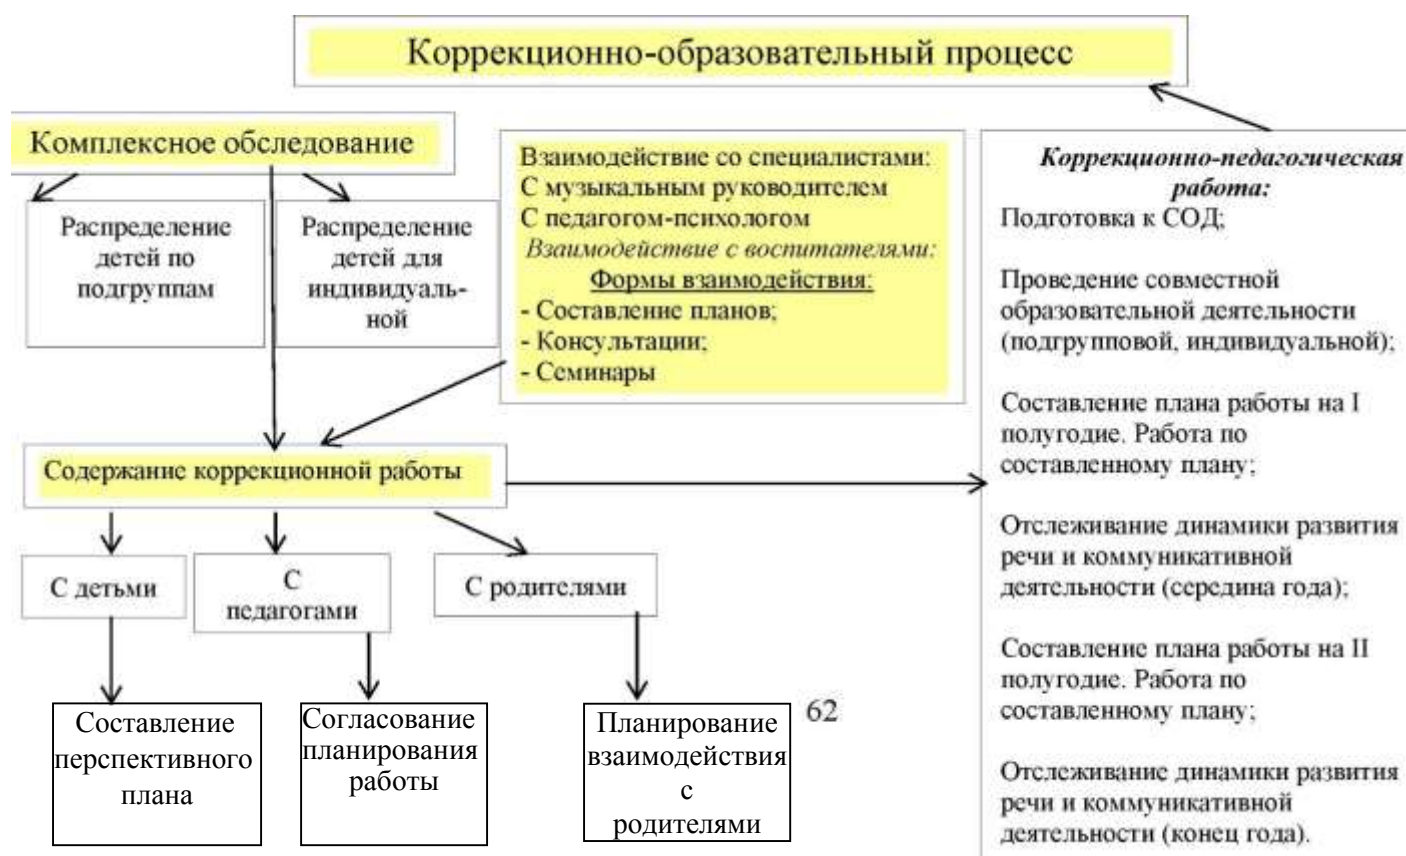 Коррекционно-образовательный процесс
Комплексное обследование
Распределение
детей по
подгруппам
Распределение
детей для
индивидуаль-
ной
Взаимодействие со специалистами:
С музыкальным руководителем
С педагогом-психологом
Взаимодействие с воспитателями:
Формы взаимодействия:
- Составление планов;
- Консультации;
- Семинары
Содержание коррекционной работы
С детьми
С
педагогами
С родителями
Составление
перспективного
плана
Согласование
планирования
работы
Планирование
взаимодействия
с
родителями
62
Коррекционно-педагогическая
работа:
Подготовка к СОД;
Проведение совместной
образовательной деятельности
(подгрупповой, индивидуальной);
Составление плана работы на I
полугодие. Работа по
составленному плану;
Отслеживание динамики развития
речи и коммуникативной
деятельности (середина года);
Составление плана работы на II
полугодие. Работа по
составленному плану;
Отслеживание динамики развития
речи и коммуникативной
деятельности (конец года).